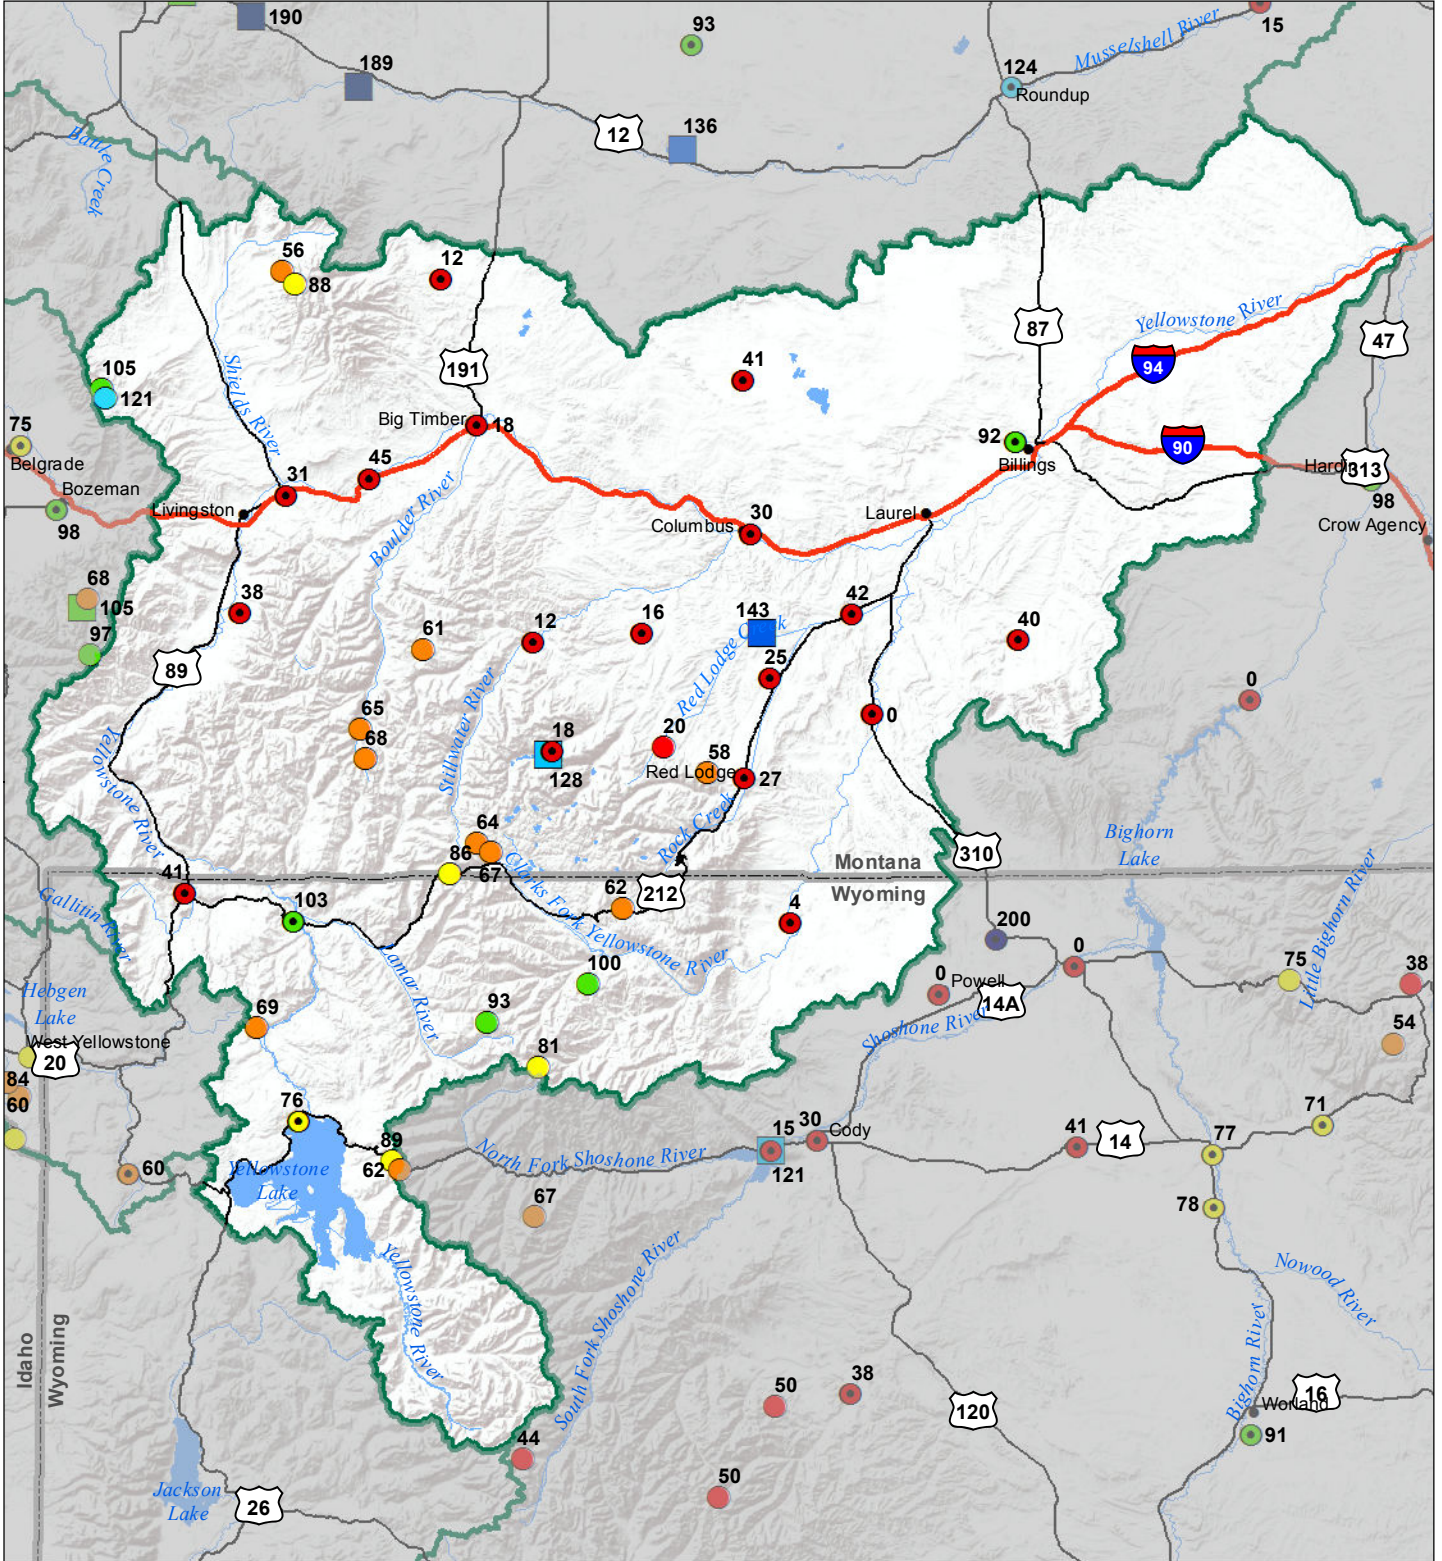 190
93
15
Musselshell River
189
124
Roundup
12
136
Battle Creek
56
88
12
87
Yellowstone River
47
191
94
41
105
121
Shields River
Big Timber
18
75
Belgrade
92
Billings
90
313
98
Crow Agency
45
31
Bozeman
98
Livingston
Boulder River
Columbus
30
Laurel
68
105
97
38
61
12
16
143
42
40
89
Red Lodge Creek
25
0
0
65
68
Stillwater River
18
128
20
58
Red Lodge
27
Yellowstone River
64
86
67
Rock Creek
Clarks Fork Yellowstone River
Montana
Wyoming
310
Bighorn
Lake
Little Bighorn River
41
103
62
212
4
200
0
Gallitin River
Lamar River
100
93
0
Powell
14A
75
38
Hebgen
Lake
69
81
Shoshone River
54
West Yellowstone
20
84
60
76
89
62
60
Yellowstone
Lake
North Fork Shoshone River
15
121
30
Cody
41
14
77
71
67
78
Yellowstone River
South Fork Shoshone River
Nowood River
Bighorn River
Idaho
Wyoming
50
38
120
16
Worland
91
44
50
Jackson
Lake
26